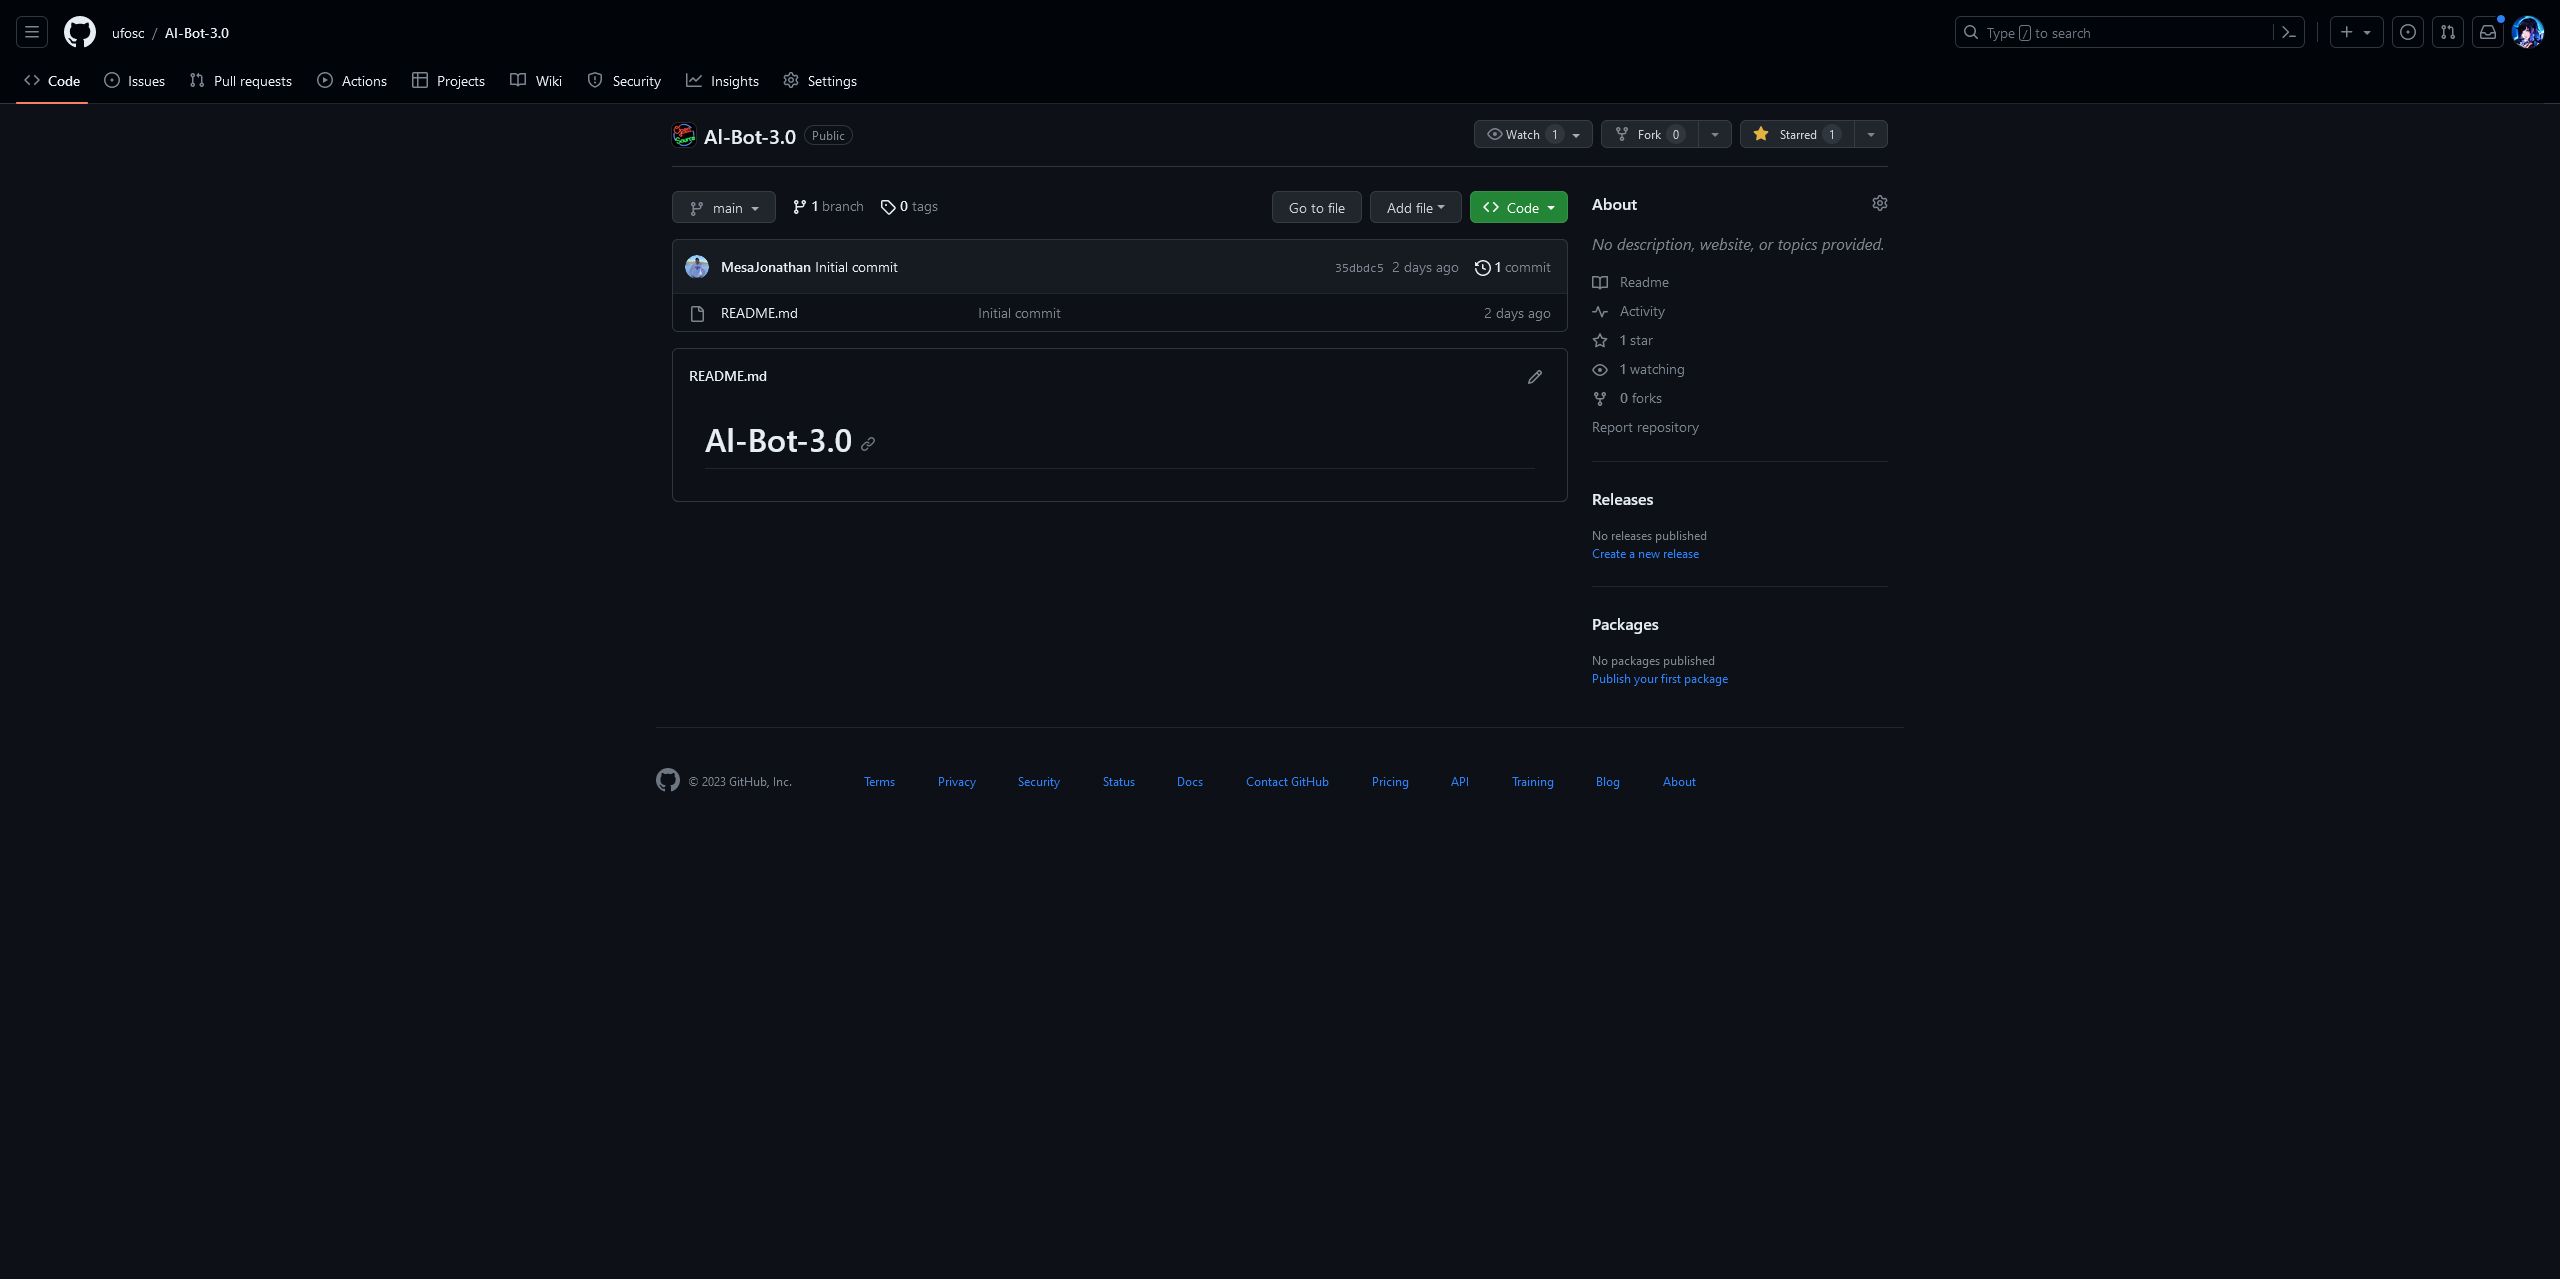 ufosc / Al-Bot-3.0
Type / to search
Code Issues Pull requests Actions Projects Wiki Security Insights Settings
Al-Bot-3.0 Public
Watch 1 Fork 0 Starred 1
main 1 branch 0 tags Go to file Add file Code
MesaJonathan Initial commit 35dbdc5 2 days ago 1 commit
README.md Initial commit 2 days ago
README.md
Al-Bot-3.0
About
No description, website, or topics provided.
Readme
Activity
1 star
1 watching
0 forks
Report repository
Releases
No releases published
Create a new release
Packages
No packages published
Publish your first package
© 2023 GitHub, Inc. Terms Privacy Security Status Docs Contact GitHub Pricing API Training Blog About